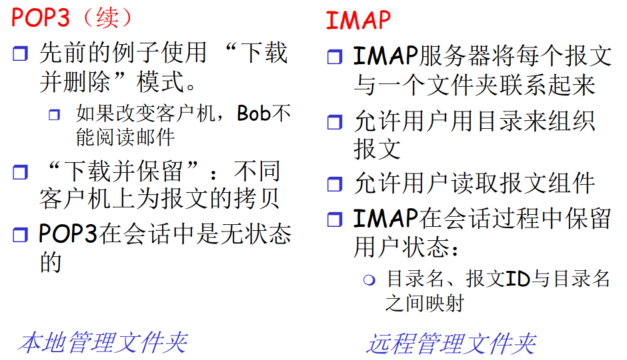 POP3（续）
先前的例子使用 “下载
并删除”模式。
如果改变客户机，Bob不
能阅读邮件
“下载并保留”：不同
客户机上为报文的拷贝
POP3在会话中是无状态
的
本地管理文件夹
IMAP
IMAP服务器将每个报文
与一个文件夹联系起来
允许用户用目录来组织
报文
允许用户读取报文组件
IMAP在会话过程中保留
用户状态：
目录名、报文ID与目录名
之间映射
远程管理文件夹